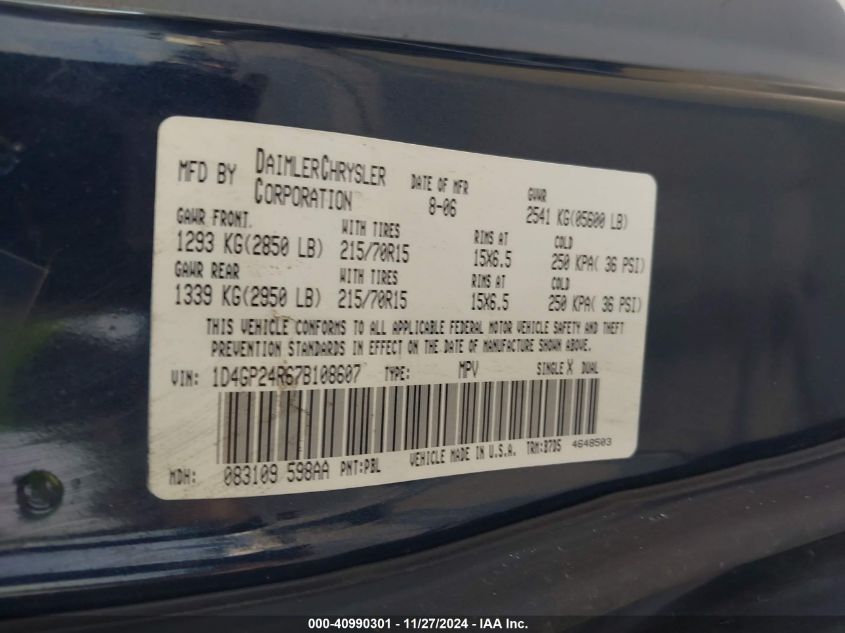 MFD BY DAIMLERCHRYSLER CORPORATION DATE OF MFR 8-06 GVWR 2541 KG(05600 LB)
GAWR FRONT. WITH TIRES RIMS AT COLD
1293 KG(2850 LB) 215/70R15 15X6.5 250 KPA( 36 PSI)
GAWR REAR WITH TIRES RIMS AT COLD
1339 KG(2950 LB) 215/70R15 15X6.5 250 KPA( 36 PSI)
THIS VEHICLE CONFORMS TO ALL APPLICABLE FEDERAL MOTOR VEHICLE SAFETY AND THEFT
PREVENTION STANDARDS IN EFFECT ON THE DATE OF MANUFACTURE SHOWN ABOVE.
VIN: 1D4GP24R67B108607 TYPE: MPV SINGLE X DUAL
MDH: 083109 598AA PNT:PBL VEHICLE MADE IN U.S.A. TRM:B7D5 4648503
000-40990301 - 11/27/2024 - IAA Inc.